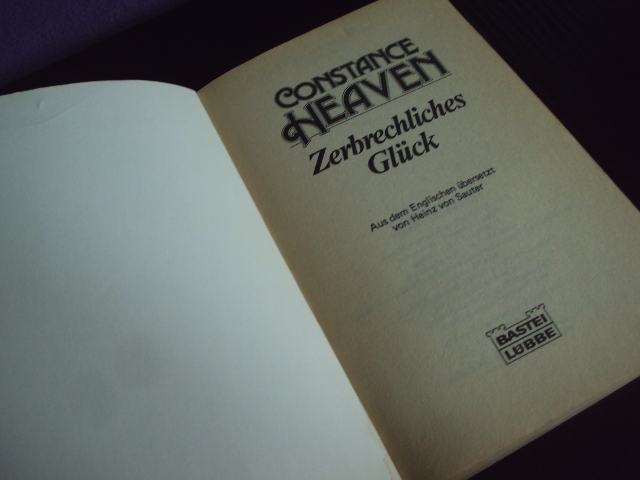 CONSTANCE
HEAVEN
Zerbrechliches
Glück
Aus dem Englischen übersetzt
von Heinz von Sauter
BASTEI
LÜBBE